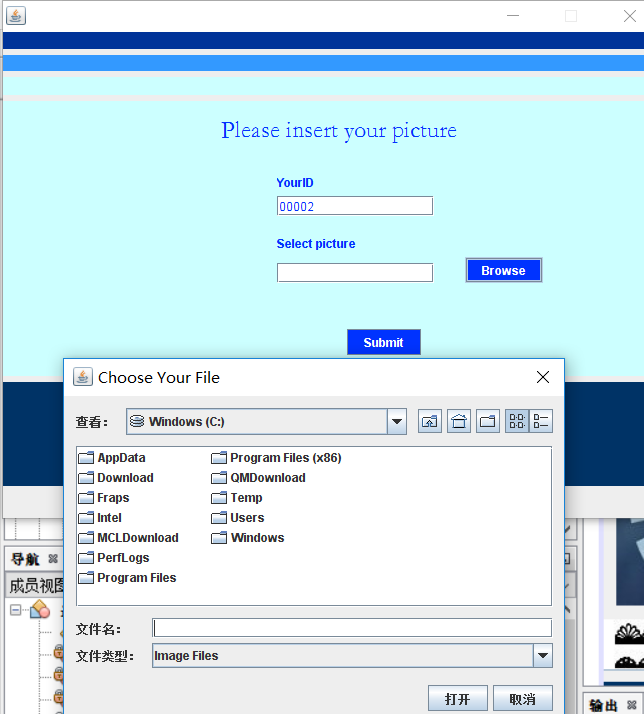 Please insert your picture
YourID
00002
Select picture
Browse
Submit
Choose Your File
查看： Windows (C:)
AppData Program Files (x86)
Download QMDownload
Fraps Temp
Intel Users
MCLDownload Windows
PerfLogs
Program Files
文件名：
文件类型： Image Files
打开 取消
导航
成员视图
输出